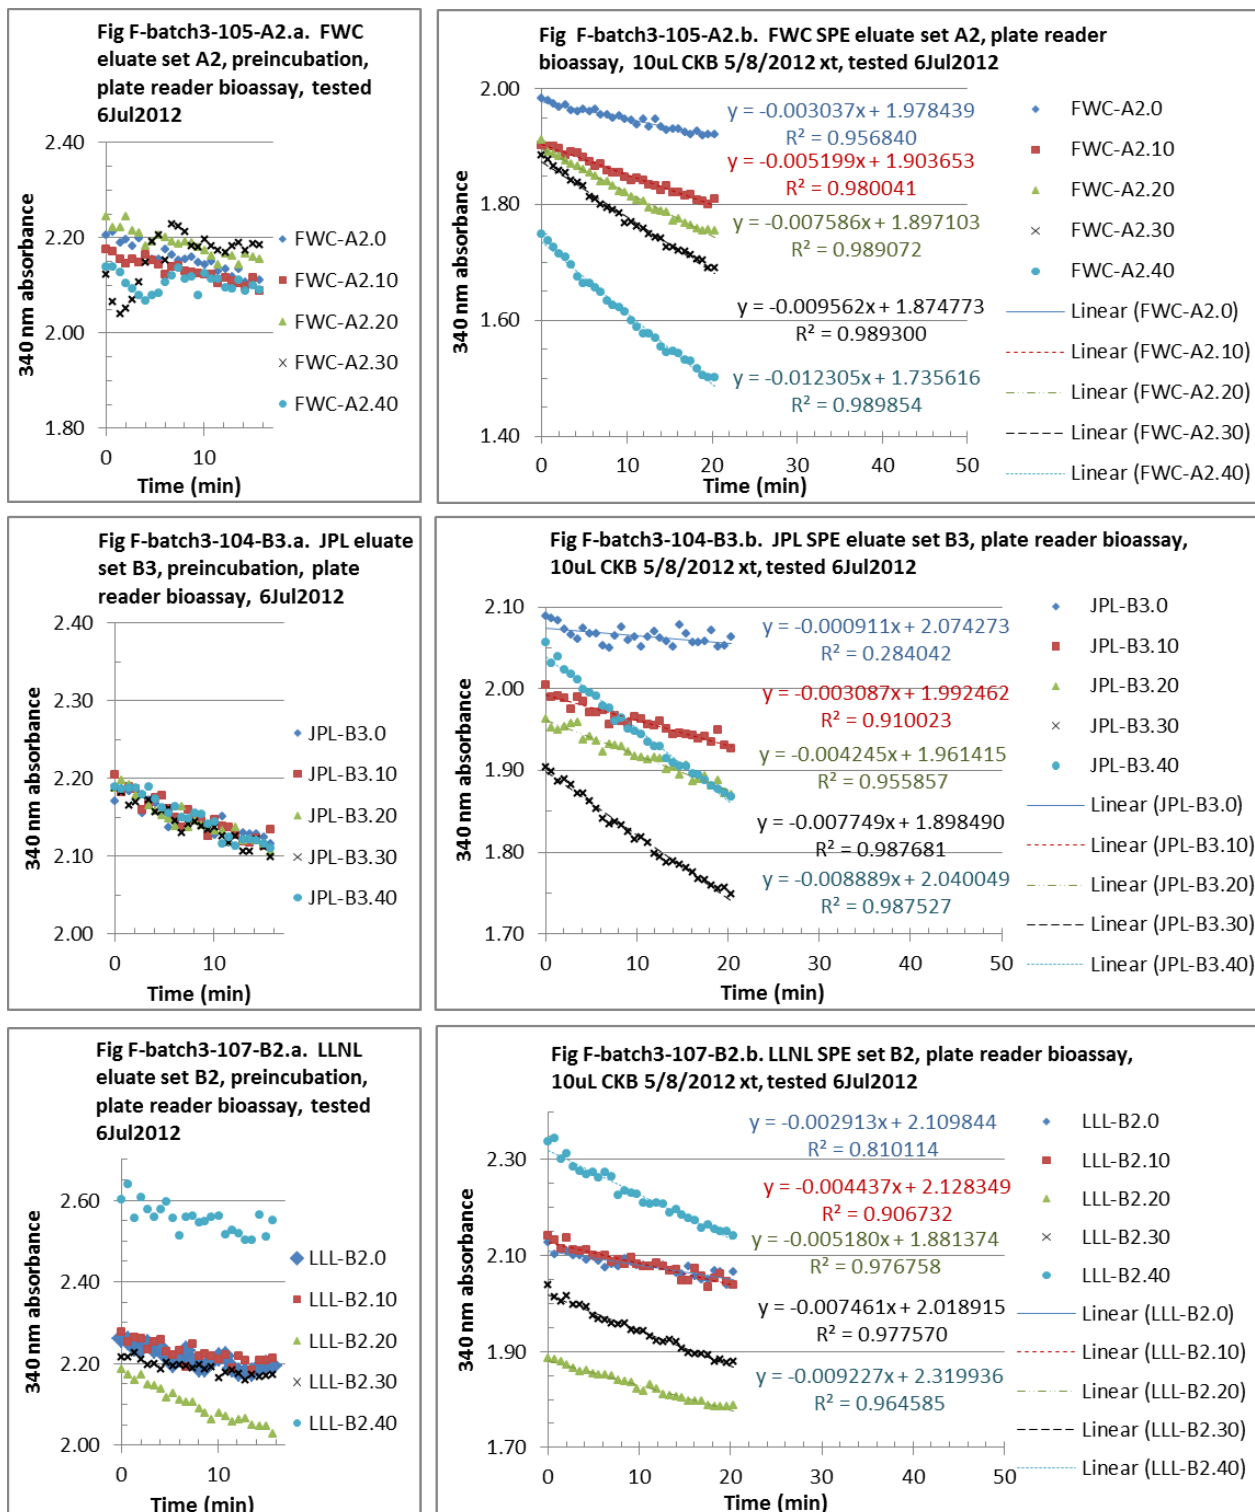 Fig F-batch3-105-A2.a.  FWC
eluate set A2, preincubation,
plate reader bioassay, tested
6Jul2012
2.40
2.20
2.00
1.80
340 nm absorbance
0
10
Time (min)
FWC-A2.0
FWC-A2.10
FWC-A2.20
FWC-A2.30
FWC-A2.40
Fig  F-batch3-105-A2.b.  FWC SPE eluate set A2, plate reader
bioassay, 10uL CKB 5/8/2012 xt, tested 6Jul2012
2.00
1.80
1.60
1.40
340 nm absorbance
y = -0.003037x + 1.978439
R² = 0.956840
y = -0.005199x + 1.903653
R² = 0.980041
y = -0.007586x + 1.897103
R² = 0.989072
y = -0.009562x + 1.874773
R² = 0.989300
y = -0.012305x + 1.735616
R² = 0.989854
0
10
20
30
40
50
Time (min)
FWC-A2.0
FWC-A2.10
FWC-A2.20
FWC-A2.30
FWC-A2.40
Linear (FWC-A2.0)
Linear (FWC-A2.10)
Linear (FWC-A2.20)
Linear (FWC-A2.30)
Linear (FWC-A2.40)
Fig F-batch3-104-B3.a.  JPL eluate
set B3, preincubation, plate
reader bioassay, 6Jul2012
2.40
2.30
2.20
2.10
2.00
340 nm absorbance
0
10
Time (min)
JPL-B3.0
JPL-B3.10
JPL-B3.20
JPL-B3.30
JPL-B3.40
Fig F-batch3-104-B3.b.  JPL SPE eluate set B3, plate reader bioassay,
10uL CKB 5/8/2012 xt, tested 6Jul2012
2.10
2.00
1.90
1.80
1.70
340 nm absorbance
y = -0.000911x + 2.074273
R² = 0.284042
y = -0.003087x + 1.992462
R² = 0.910023
y = -0.004245x + 1.961415
R² = 0.955857
y = -0.007749x + 1.898490
R² = 0.987681
y = -0.008889x + 2.040049
R² = 0.987527
0
10
20
30
40
50
Time (min)
JPL-B3.0
JPL-B3.10
JPL-B3.20
JPL-B3.30
JPL-B3.40
Linear (JPL-B3.0)
Linear (JPL-B3.10)
Linear (JPL-B3.20)
Linear (JPL-B3.30)
Linear (JPL-B3.40)
Fig F-batch3-107-B2.a.  LLNL
eluate set B2, preincubation,
plate reader bioassay, tested
6Jul2012
2.60
2.40
2.20
2.00
340 nm absorbance
0
10
Time (min)
LLL-B2.0
LLL-B2.10
LLL-B2.20
LLL-B2.30
LLL-B2.40
Fig F-batch3-107-B2.b. LLNL SPE set B2, plate reader bioassay,
10uL CKB 5/8/2012 xt, tested 6Jul2012
2.30
2.10
1.90
1.70
340 nm absorbance
y = -0.002913x + 2.109844
R² = 0.810114
y = -0.004437x + 2.128349
R² = 0.906732
y = -0.005180x + 1.881374
R² = 0.976758
y = -0.007461x + 2.018915
R² = 0.977570
y = -0.009227x + 2.319936
R² = 0.964585
0
10
20
30
40
50
Time (min)
LLL-B2.0
LLL-B2.10
LLL-B2.20
LLL-B2.30
LLL-B2.40
Linear (LLL-B2.0)
Linear (LLL-B2.10)
Linear (LLL-B2.20)
Linear (LLL-B2.30)
Linear (LLL-B2.40)